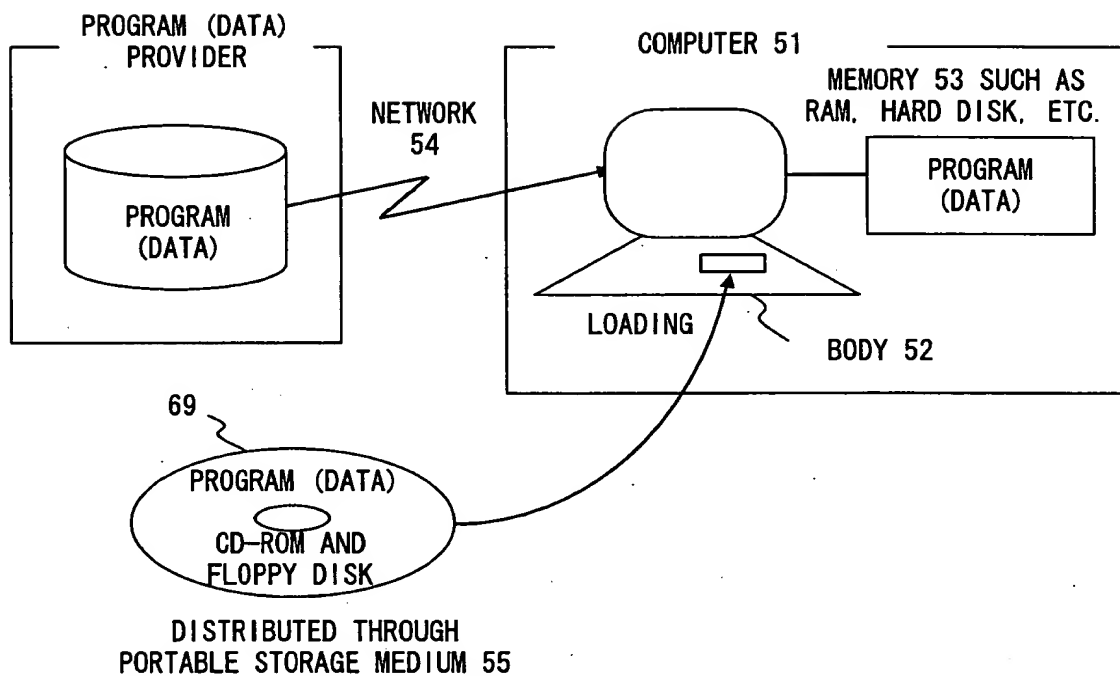 PROGRAM (DATA)
PROVIDER
PROGRAM
(DATA)
NETWORK
54
COMPUTER 51
MEMORY 53 SUCH AS
RAM, HARD DISK, ETC.
PROGRAM
(DATA)
LOADING
BODY 52
69
PROGRAM (DATA)
CD-ROM AND
FLOPPY DISK
DISTRIBUTED THROUGH
PORTABLE STORAGE MEDIUM 55